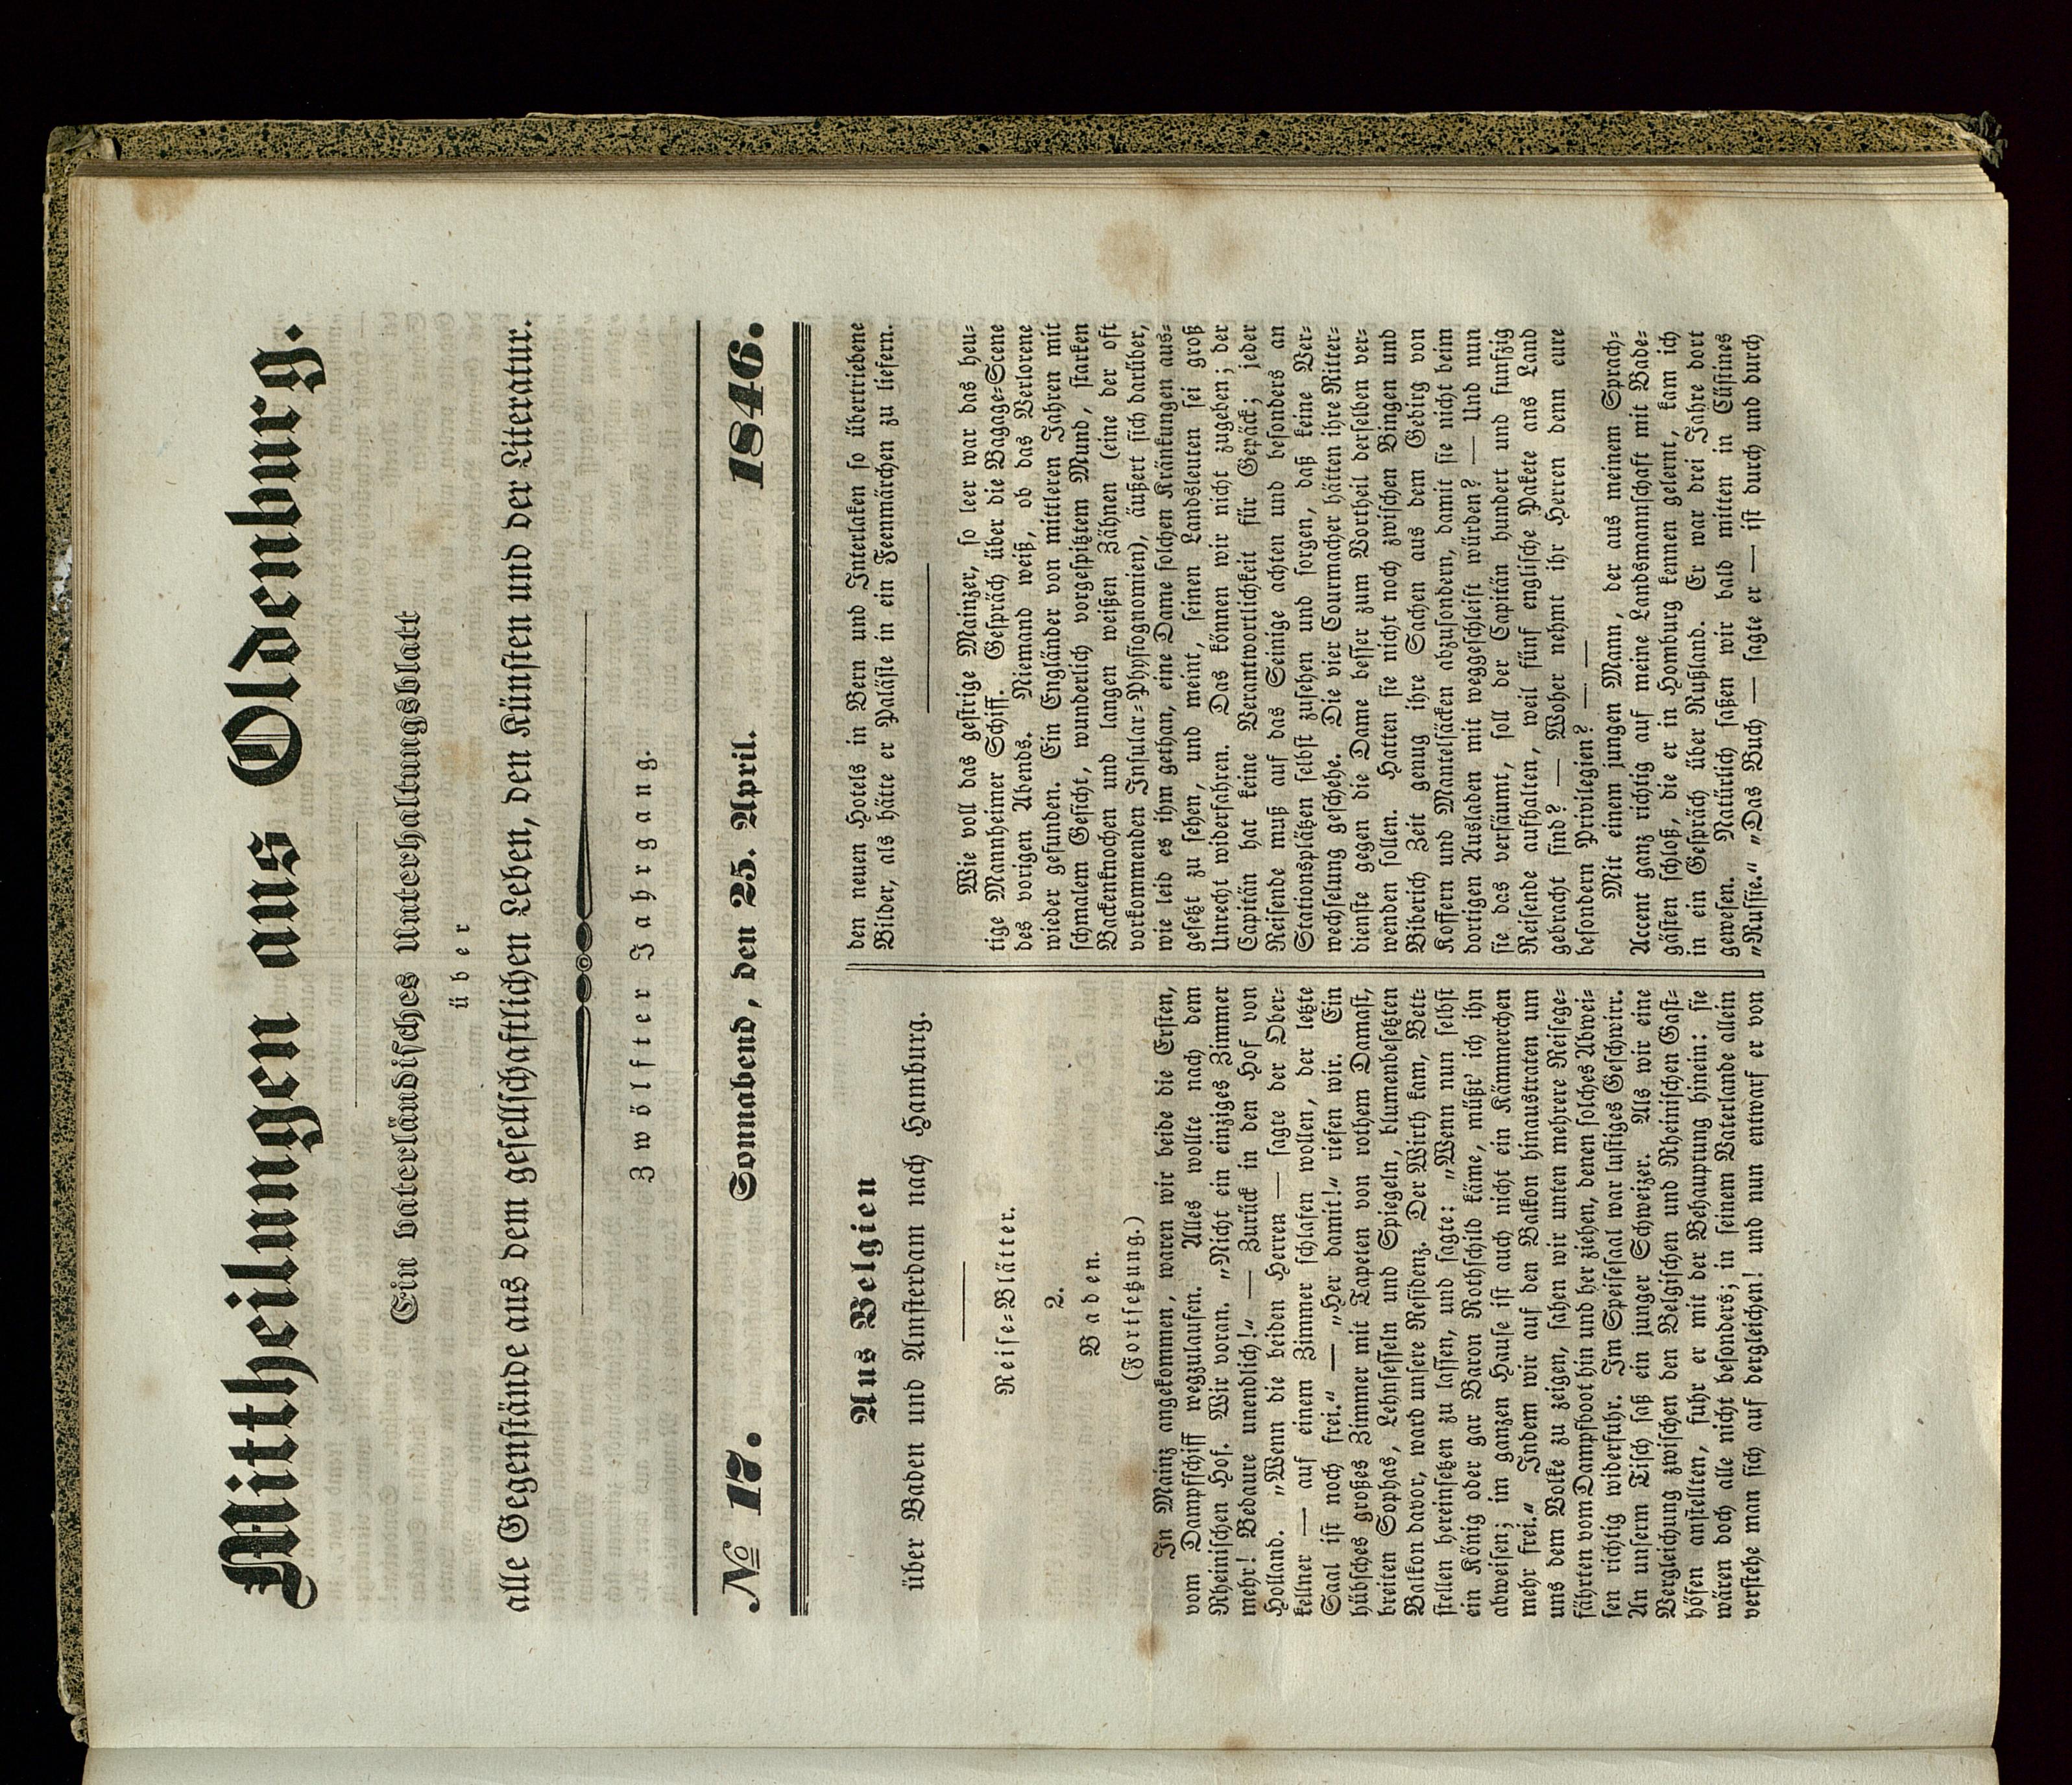 Mittheilungen aus Oldenburg.
Ein vaterländisches Unterhaltungsblatt
über
alle Gegenstände aus dem gesellschaftlichen Leben, den Künsten und der Literatur.
Zwölfter Jahrgang.
№ 17. Sonnabend, den 25. April. 1846.
Aus Belgien
über Baden und Amsterdam nach Hamburg.
Reise-Blätter.
2.
Baden.
(Fortsetzung.)
In Mainz angekommen, waren wir beide die Ersten,
vom Dampfschiff wegzulaufen. Alles wollte nach dem
Rheinischen Hof. Wir voran. „Nicht ein einziges Zimmer
mehr! Bedaure unendlich!“ — Zurück in den Hof von
Holland. „Wenn die beiden Herren — sagte der Ober-
kellner — auf einem Zimmer schlafen wollen, der letzte
Saal ist noch frei.“ — „Her damit!“ riefen wir. Ein
hübsches großes Zimmer mit Tapeten von rothem Damast,
breiten Sophas, Lehnsesseln und Spiegeln, blumenbesetzten
Balkon davor, ward unsere Residenz. Der Wirth kam, Bett-
stellen hereinsetzen zu lassen, und sagte: „Wenn nun selbst
ein König oder gar Baron Rothschild käme, müßt’ ich ihn
abweisen; im ganzen Hause ist auch nicht ein Kämmerchen
mehr frei.“ Indem wir auf den Balkon hinaustraten um
uns dem Volke zu zeigen, sahen wir unten mehrere Reisege-
fährten vom Dampfboot hin und her ziehen, denen solches Abwei-
sen richtig widerfuhr. Im Speisesaal war lustiges Geschwirr.
An unserm Tisch saß ein junger Schweizer. Als wir eine
Vergleichung zwischen den Belgischen und Rheinischen Gast-
höfen anstellten, fuhr er mit der Behauptung hinein: sie
wären doch alle nicht besonders; in seinem Vaterlande allein
verstehe man sich auf dergleichen! und nun entwarf er von
den neuen Hotels in Bern und Interlaken so übertriebene
Bilder, als hätte er Paläste in ein Feenmärchen zu liefern.
Wie voll das gestrige Mainzer, so leer war das heu-
tige Mannheimer Schiff. Gespräch über die Bagage-Scene
des vorigen Abends. Niemand weiß, ob das Verlorene
wieder gefunden. Ein Engländer von mittleren Jahren mit
schmalem Gesicht, wunderlich vorgespitztem Mund, starken
Backenknochen und langen weißen Zähnen (eine der oft
vorkommenden Insular-Physiognomien), äußert sich darüber,
wie leid es ihm gethan, eine Dame solchen Kränkungen aus-
gesetzt zu sehen, und meint, seinen Landsleuten sei groß
Unrecht widerfahren. Das können wir nicht zugeben; der
Capitän hat keine Verantwortlichkeit für Gepäck; jeder
Reisende muß auf das Seinige achten und besonders an
Stationsplätzen selbst zusehen und sorgen, daß keine Ver-
wechselung geschehe. Die vier Courmacher hätten ihre Ritter-
dienste gegen die Dame besser zum Vortheil derselben ver-
wenden sollen. Hatten sie nicht noch zwischen Bingen und
Biberich Zeit genug ihre Sachen aus dem Gebirg von
Koffern und Mantelsäcken abzusondern, damit sie nicht beim
dortigen Ausladen mit weggeschleift würden? — Und nun
sie das versäumt, soll der Capitän hundert und funfzig
Reisende aufhalten, weil fünf englische Pakete ans Land
gebracht sind? — Woher nehmt ihr Herren denn eure
besondern Privilegien? — —
Mit einem jungen Mann, der aus meinem Sprach-
Accent ganz richtig auf meine Landsmannschaft mit Bade-
gästen schloß, die er in Homburg kennen gelernt, kam ich
in ein Gespräch über Rußland. Er war drei Jahre dort
gewesen. Natürlich saßen wir bald mitten in Cüstines
„Russie.“ „Das Buch — sagte er — ist durch und durch